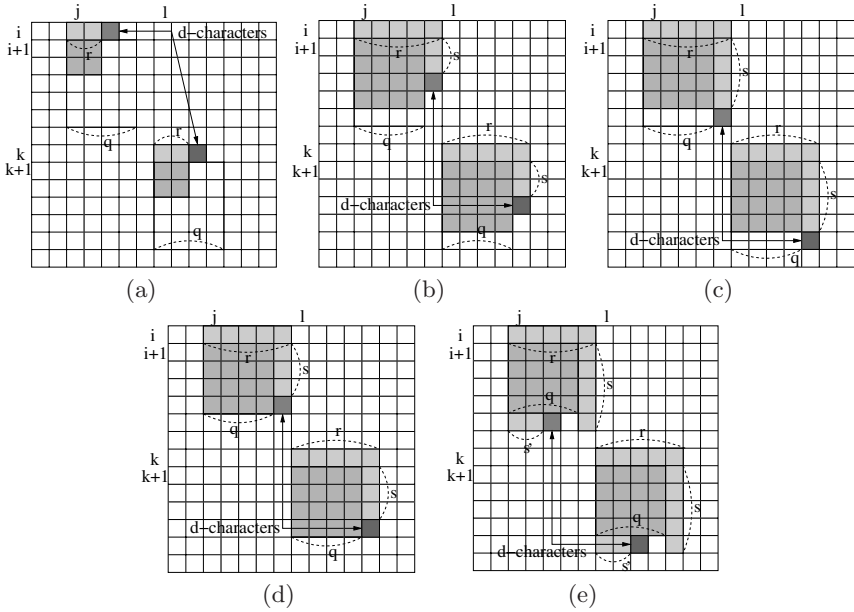 j l
i d-characters
i+1 r
q r
k
k+1
q
(a)
j l
i
i+1 r s
q r
k
k+1
s
d-characters
q
(b)
j l
i
i+1 r
s
q r
k
k+1
s
d-characters
q
(c)
j l
i
i+1 r
s
q
r
k
k+1
s
d-characters
q
(d)
j l
i
i+1 r
s
q
s'
r
k
k+1
s
q
d-characters
s'
(e)